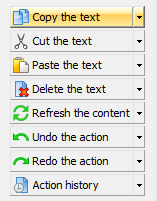 Copy the text
Cut the text
Paste the text
Delete the text
Refresh the content
Undo the action
Redo the action
Action history